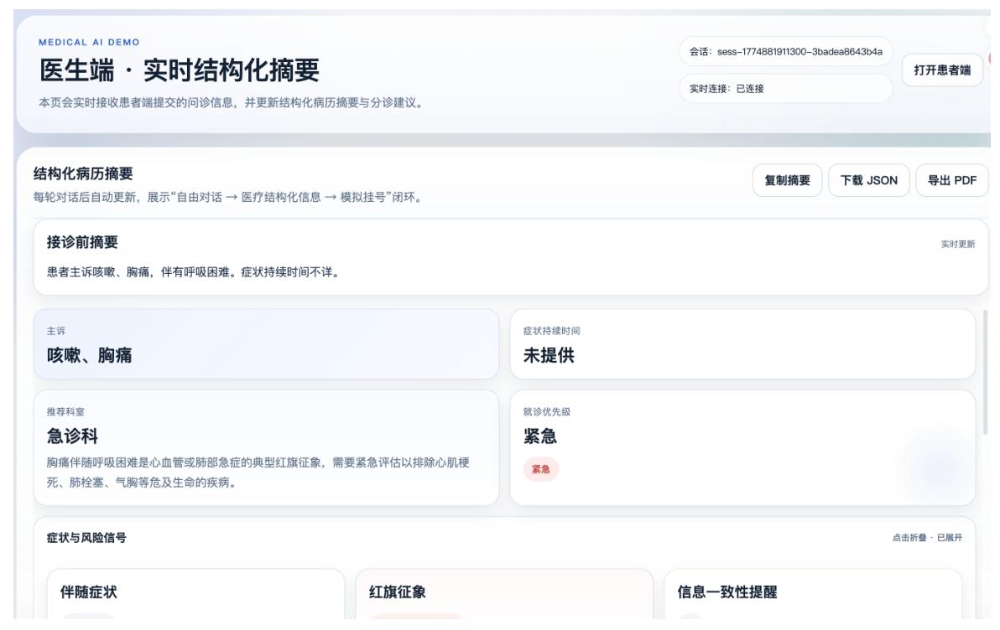 MEDICAL AI DEMO
医生端 · 实时结构化摘要
本页会实时接收患者端提交的问诊信息，并更新结构化病历摘要与分诊建议。
会话：sess-1774881911300-3badea8643b4a
实时连接：已连接
打开患者端
结构化病历摘要
每轮对话后自动更新，展示“自由对话 → 医疗结构化信息 → 模拟挂号”闭环。
复制摘要
下载 JSON
导出 PDF
接诊前摘要
实时更新
患者主诉咳嗽、胸痛，伴有呼吸困难。症状持续时间不详。
主诉
咳嗽、胸痛
症状持续时间
未提供
推荐科室
急诊科
胸痛伴随呼吸困难是心血管或肺部急症的典型红旗征象，需要紧急评估以排除心肌梗
死、肺栓塞、气胸等危及生命的疾病。
就诊优先级
紧急
紧急
症状与风险信号
点击折叠 · 已展开
伴随症状
红旗征象
信息一致性提醒